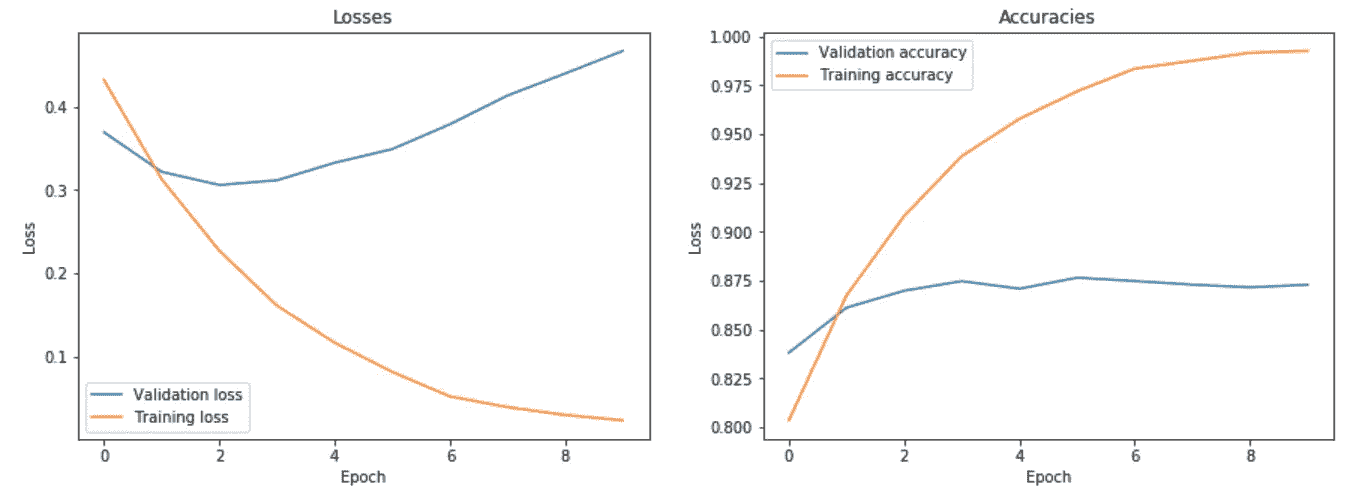 Losses
Loss
0.4
0.3
0.2
0.1
Validation loss
Training loss
0 2 4 6 8
Epoch
Accuracies
Loss
1.000
0.975
0.950
0.925
0.900
0.875
0.850
0.825
0.800
Validation accuracy
Training accuracy
0 2 4 6 8
Epoch